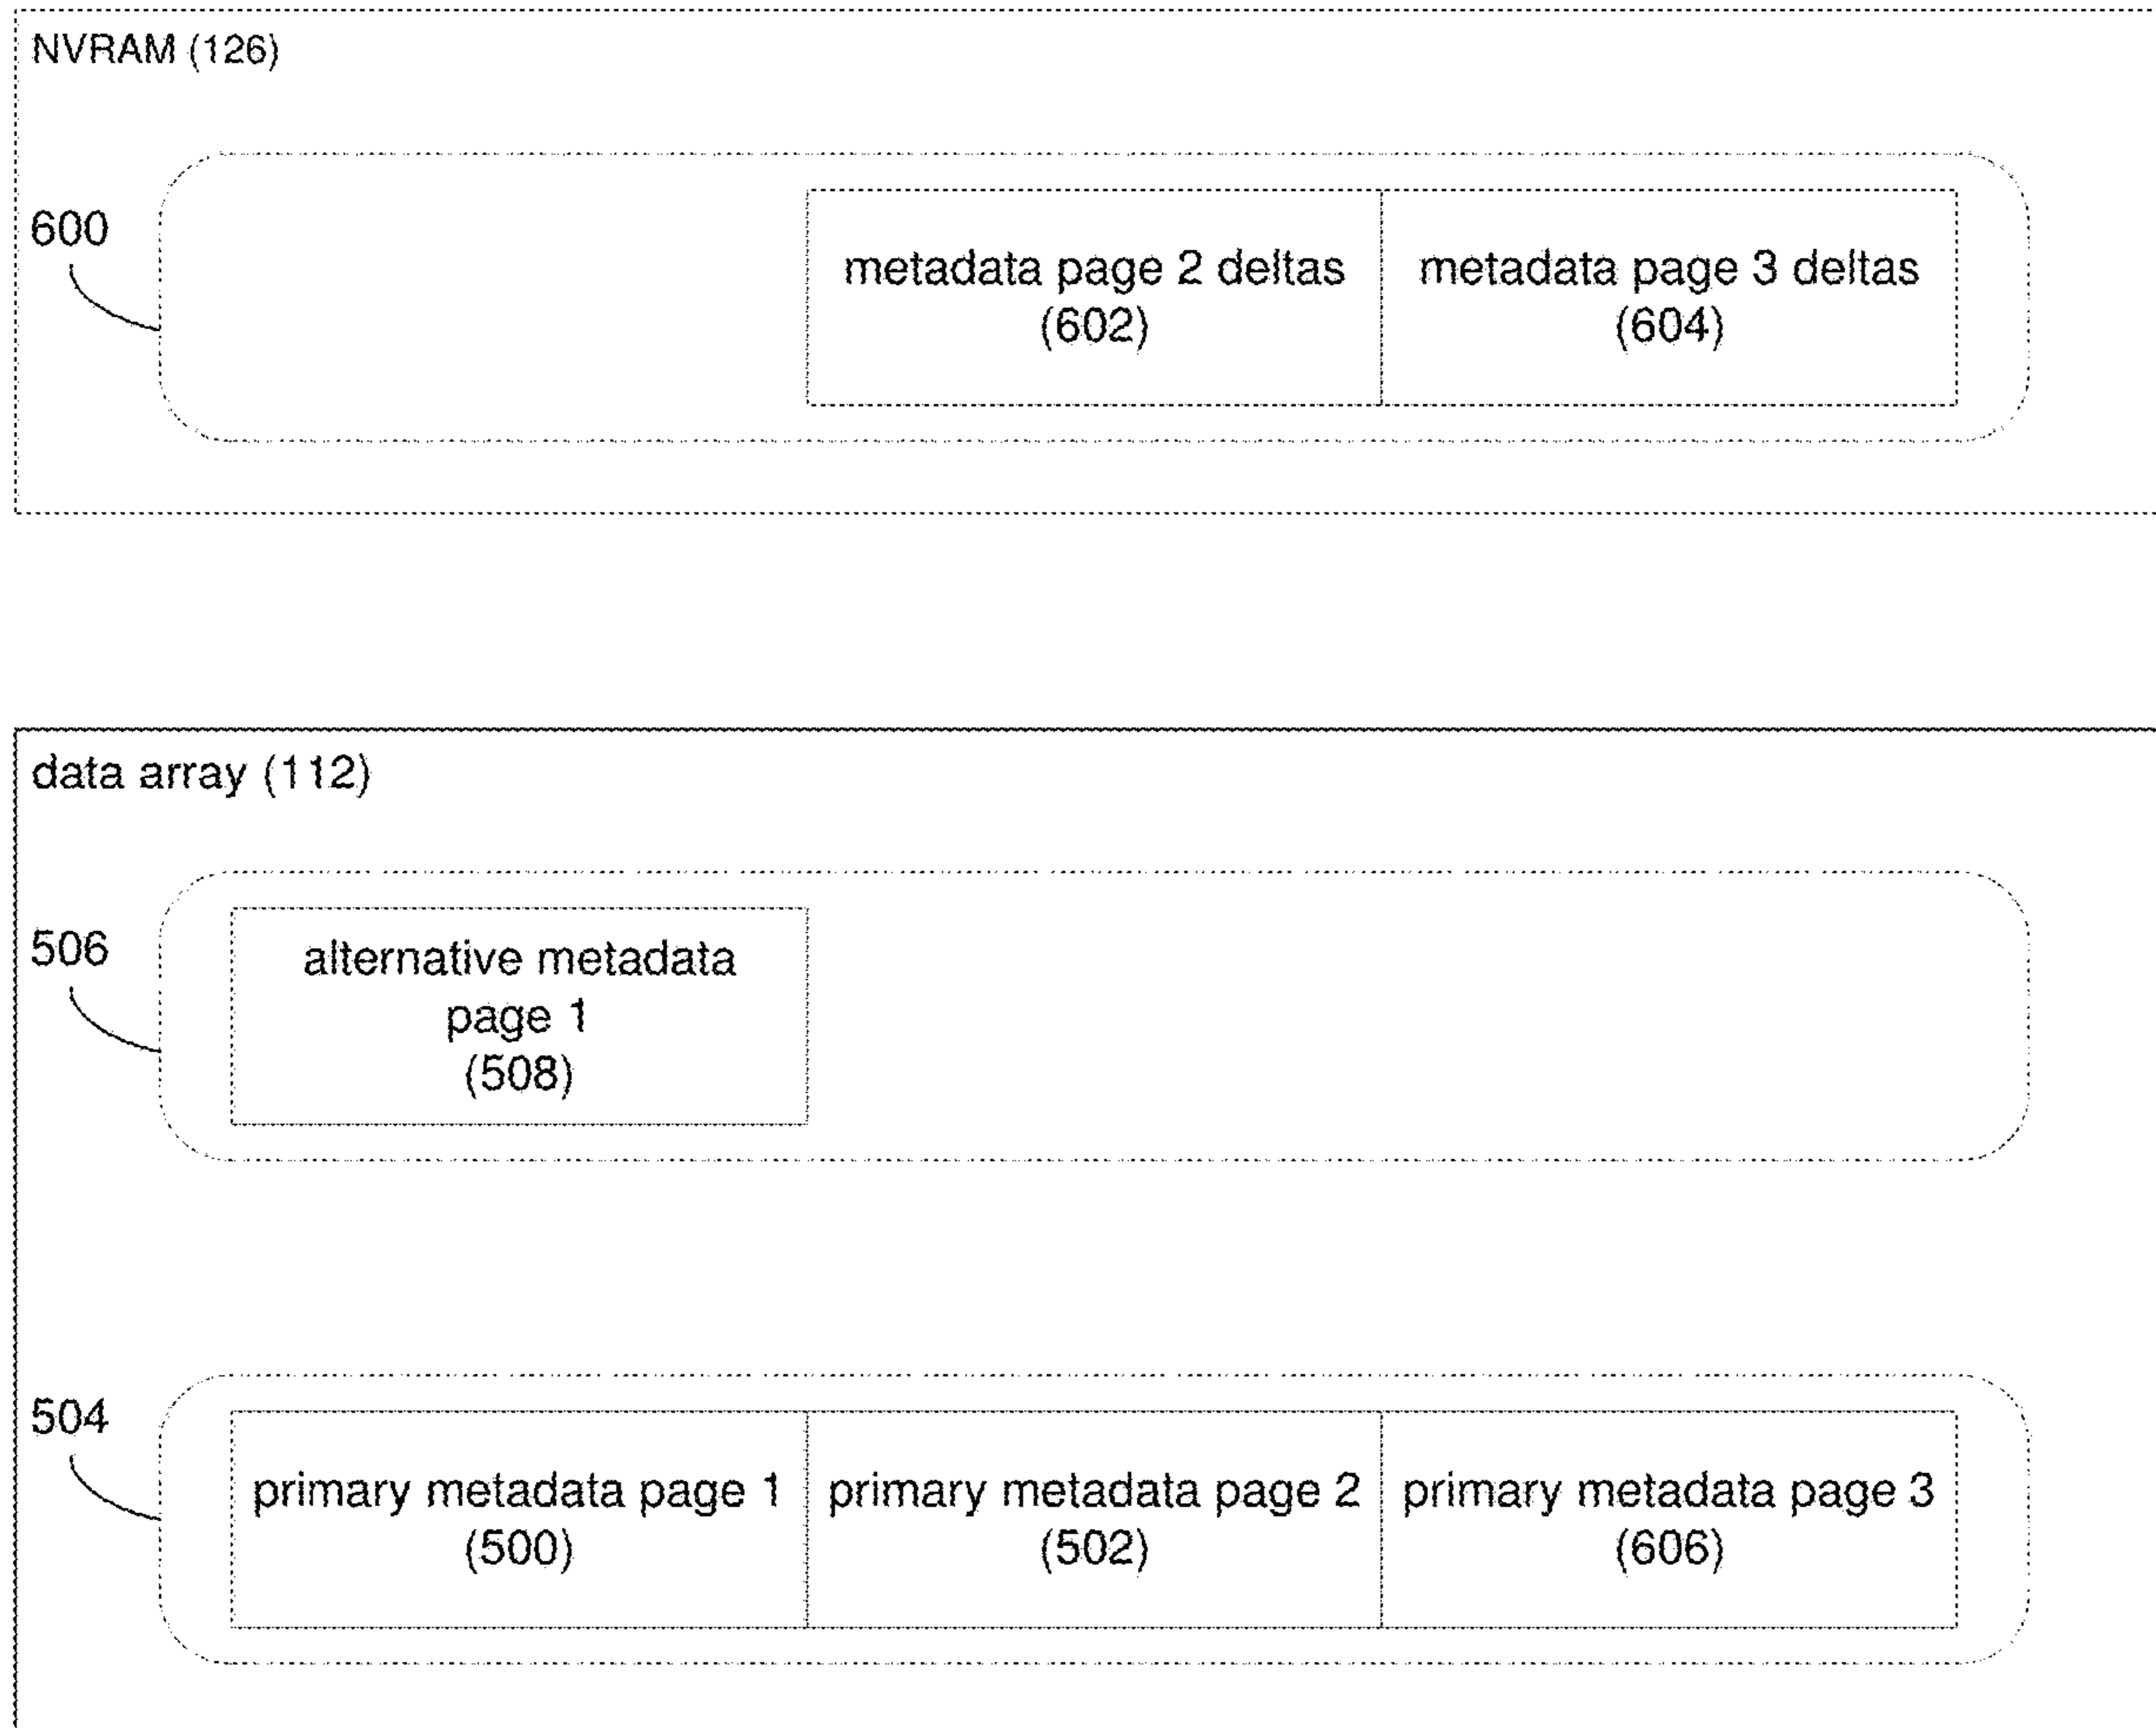 NVRAM (126)
600
metadata page 2 deltas
(602)
metadata page 3 deltas
(604)
data array (112)
506
alternative metadata
page 1
(508)
504
primary metadata page 1
(500)
primary metadata page 2
(502)
primary metadata page 3
(606)